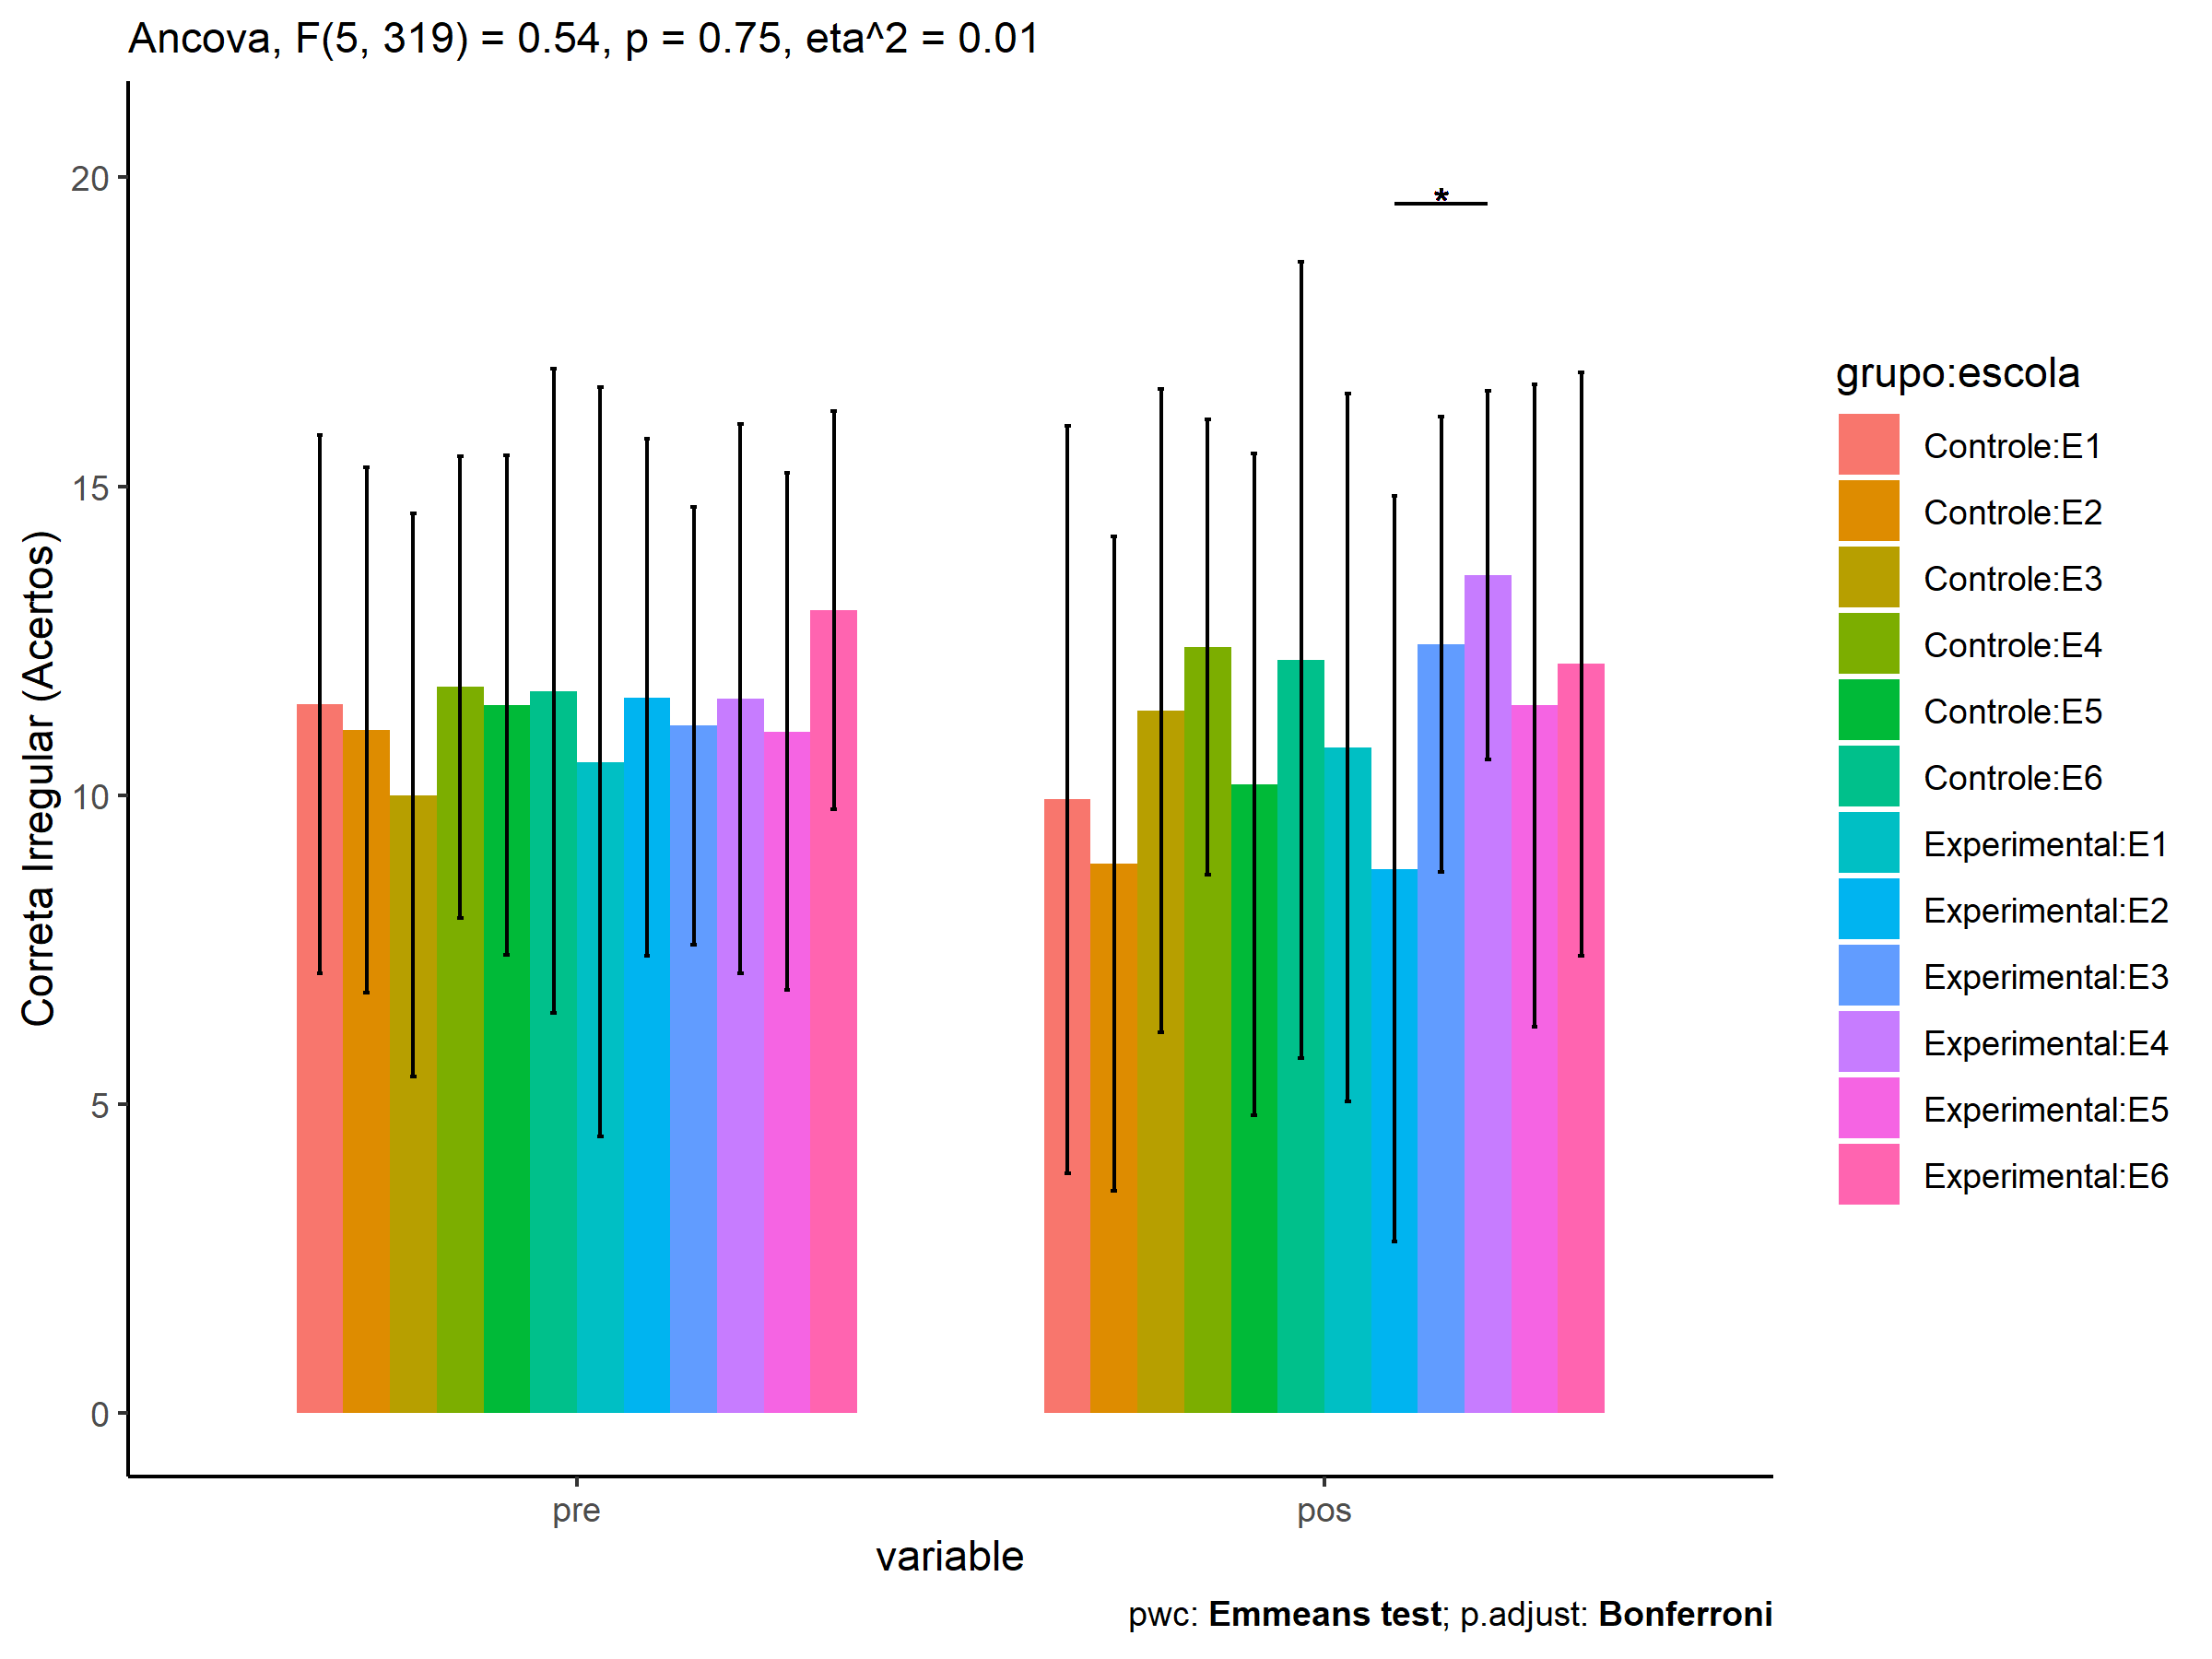 Ancova, F(5, 319) = 0.54, p = 0.75, eta^2 = 0.01
Correta Irregular (Acertos)
20
15
10
5
0
*
pre
pos
variable
grupo:escola
Controle:E1
Controle:E2
Controle:E3
Controle:E4
Controle:E5
Controle:E6
Experimental:E1
Experimental:E2
Experimental:E3
Experimental:E4
Experimental:E5
Experimental:E6
pwc: Emmeans test; p.adjust: Bonferroni